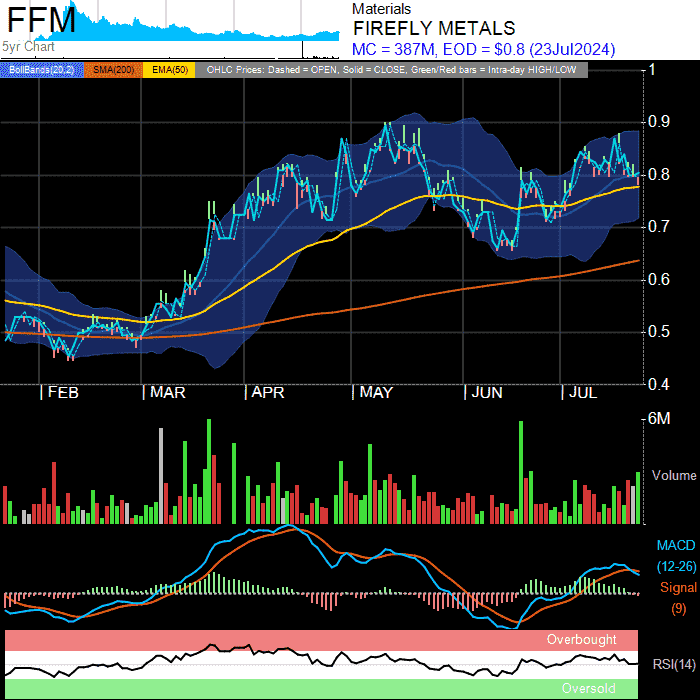 FFM
5yr Chart
Materials
FIREFLY METALS
MC = 387M, EOD = $0.8 (23Jul2024)
BollBands(20,2) SMA(200) EMA(50) OHLC Prices: Dashed = OPEN, Solid = CLOSE, Green/Red bars = Intra-day HIGH/LOW
1
0.9
0.8
0.7
0.6
0.5
0.4
|FEB |MAR |APR |MAY |JUN |JUL
6M
Volume
MACD
(12-26)
Signal
(9)
Overbought
RSI(14)
Oversold